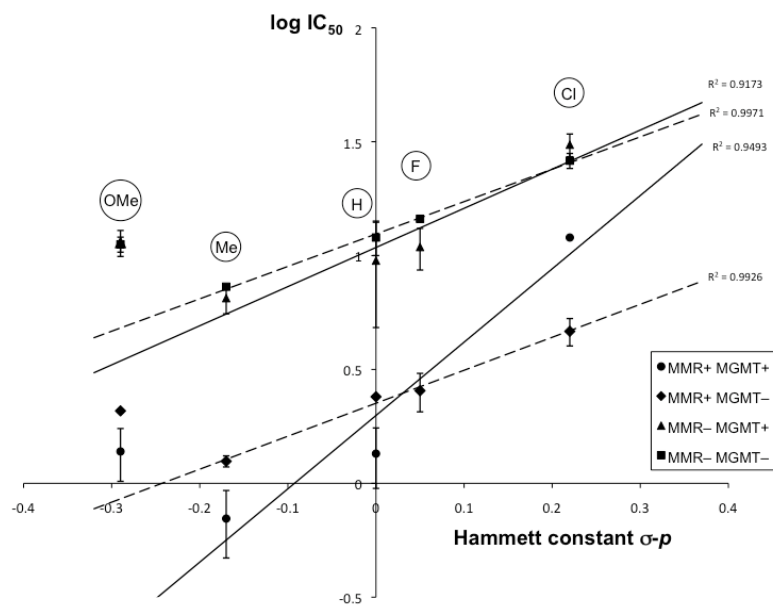 log IC50
2
R² = 0.9173
Cl
R² = 0.9971
1.5
R² = 0.9493
F
H
OMe
Me
1
R² = 0.9926
MMR+ MGMT+
0.5
MMR+ MGMT–
MMR– MGMT+
MMR– MGMT–
0
-0.4
-0.3
-0.2
-0.1
0
0.1
0.2
0.3
0.4
Hammett constant σ-p
-0.5